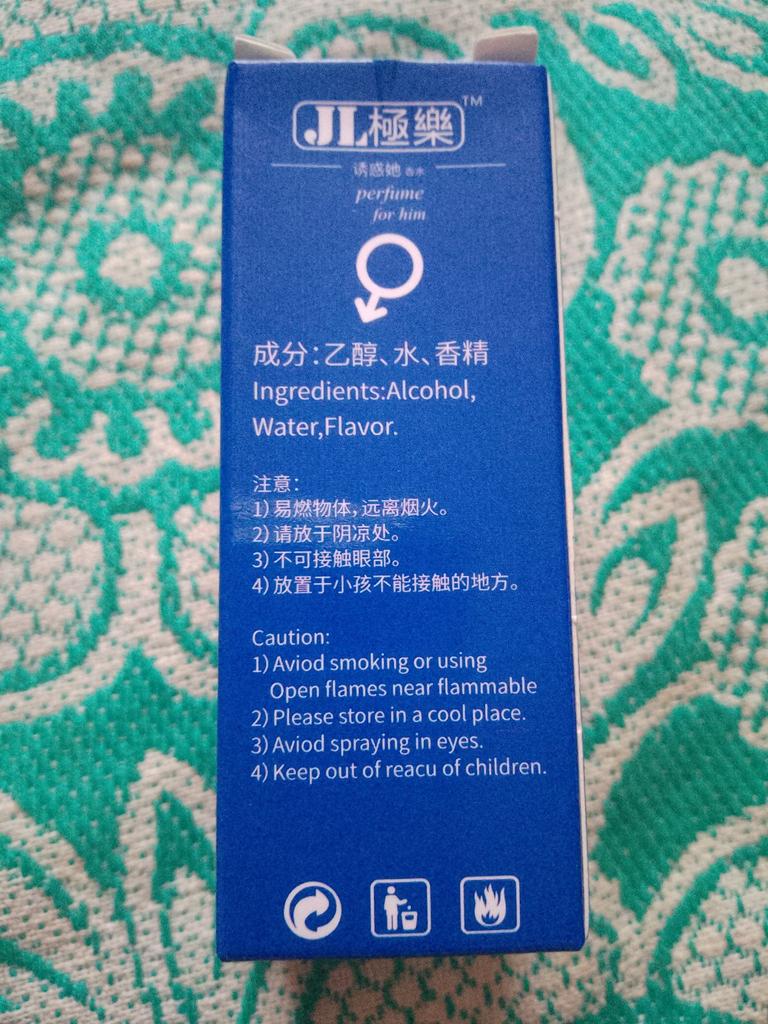 JL極樂™
诱惑她 香水
perfume
for him
成分:乙醇、水、香精
Ingredients:Alcohol,
Water,Flavor.
注意:
1)易燃物体,远离烟火。
2)请放于阴凉处。
3)不可接触眼部。
4)放置于小孩不能接触的地方。
Caution:
1)Aviod smoking or using
Open flames near flammable
2)Please store in a cool place.
3)Aviod spraying in eyes.
4)Keep out of reacu of children.